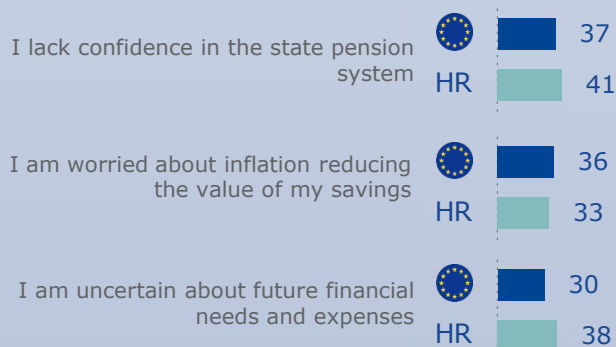 I lack confidence in the state pension
system
37
HR
41
I am worried about inflation reducing
the value of my savings
36
HR
33
I am uncertain about future financial
needs and expenses
30
HR
38